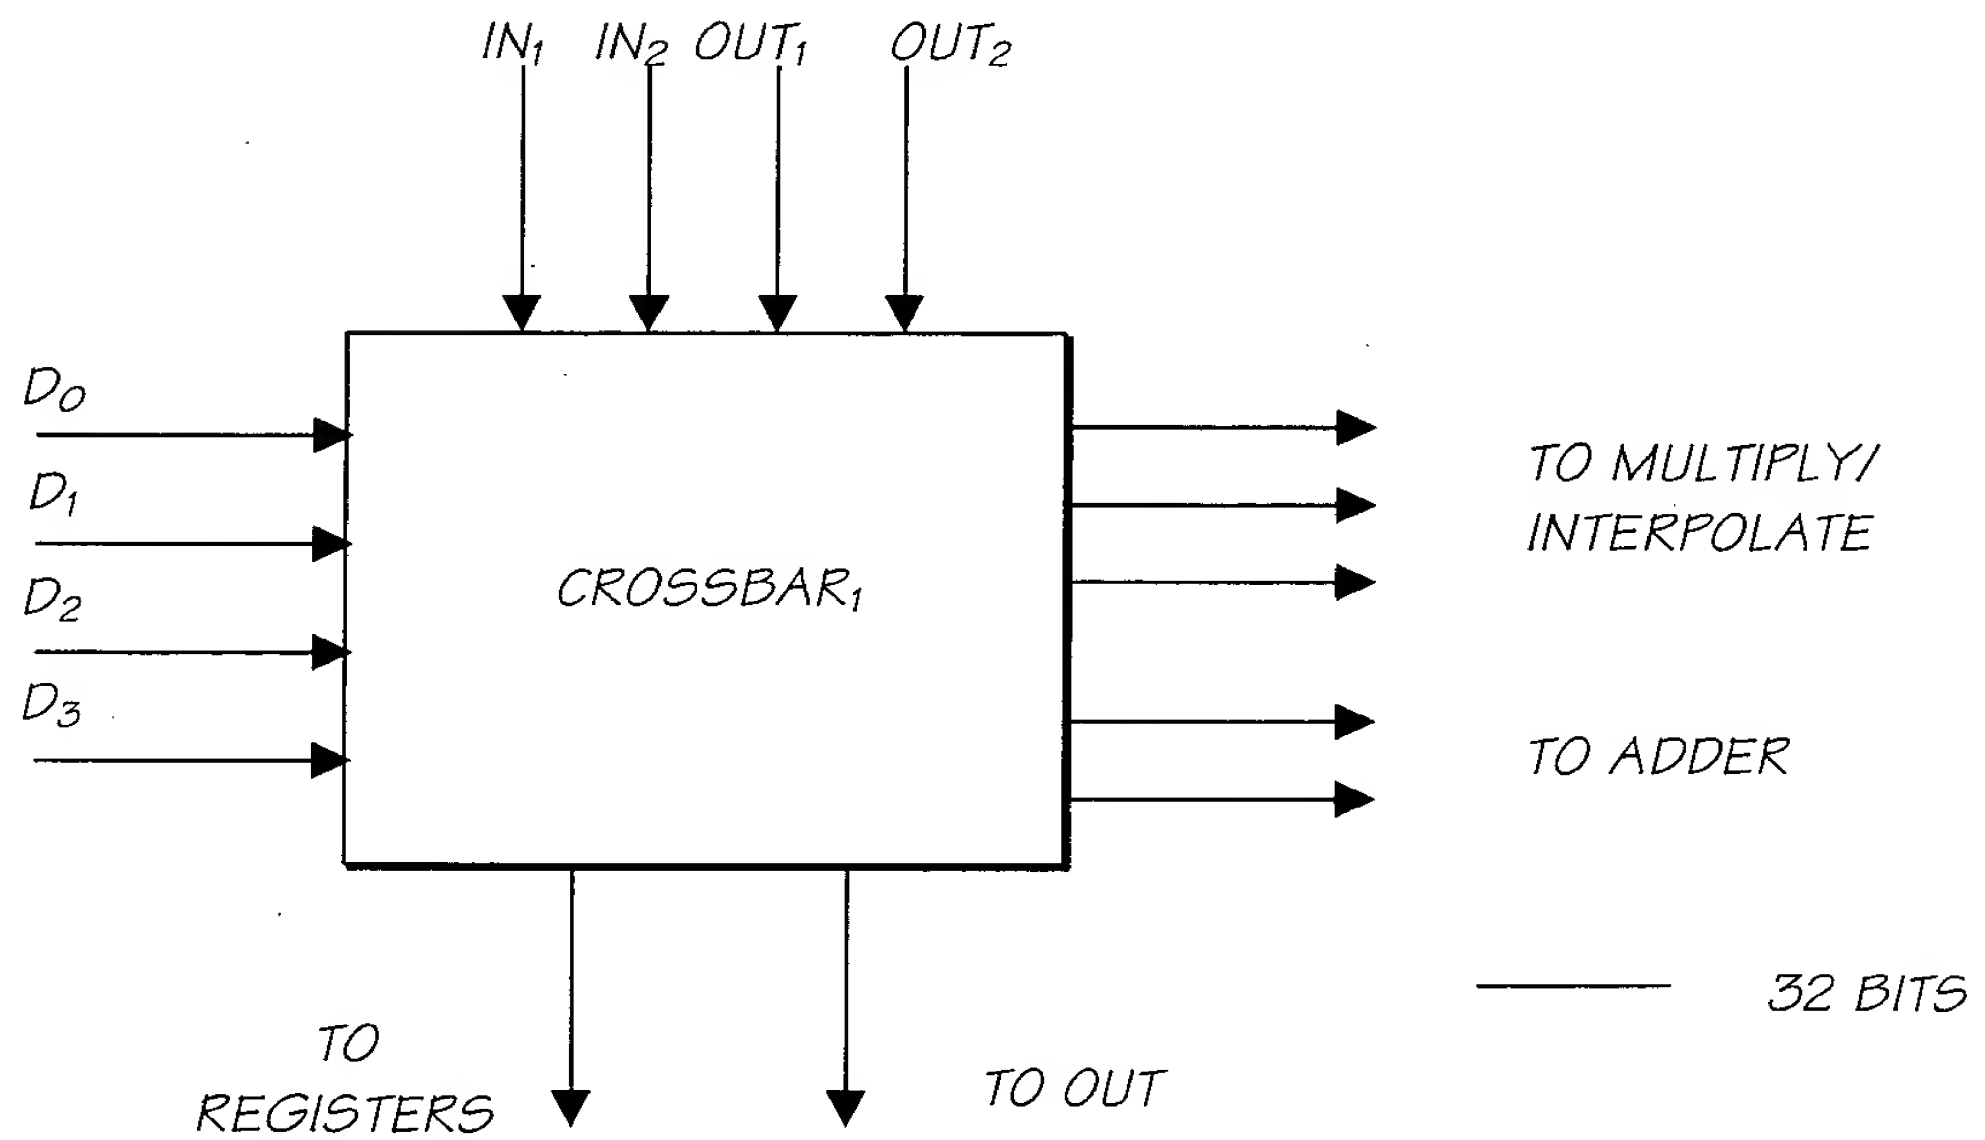 IN₁ IN₂ OUT₁ OUT₂
D₀
D₁
D₂
D₃
CROSSBAR₁
TO MULTIPLY/
INTERPOLATE
TO ADDER
32 BITS
TO
REGISTERS
TO OUT